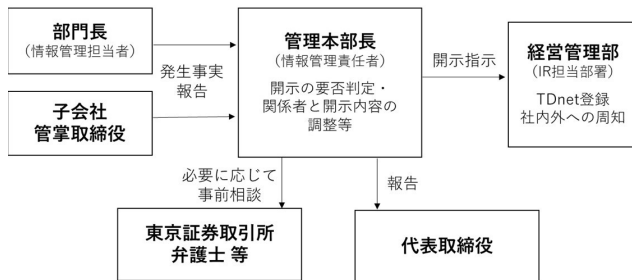 部門長
(情報管理担当者)
子会社
管掌取締役
発生事実
報告
管理本部長
(情報管理責任者)
開示の要否判定・
関係者と開示内容の
調整等
開示指示
経営管理部
(IR担当部署)
TDnet登録
社内外への周知
必要に応じて
事前相談
報告
東京証券取引所
弁護士 等
代表取締役